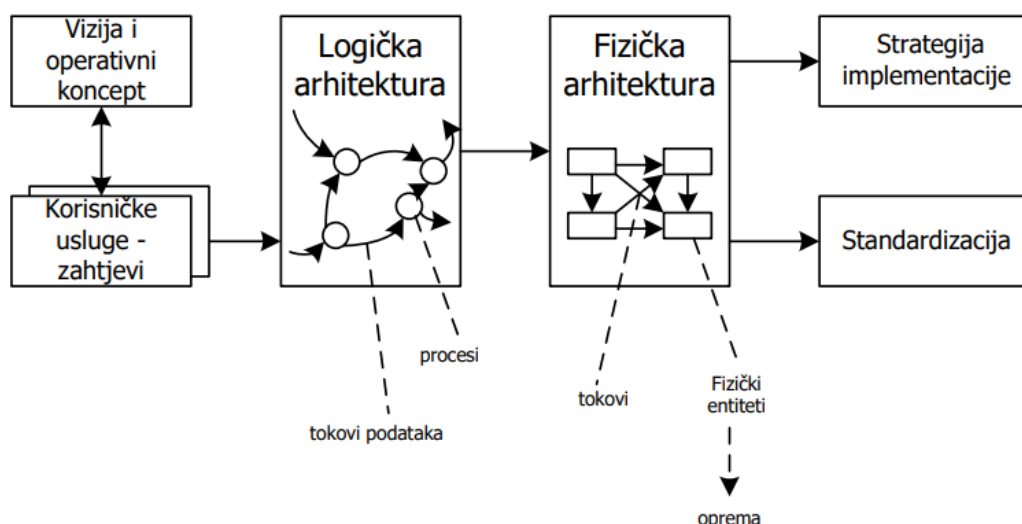 Vizija i
operativni
koncept
Korisničke
usluge -
zahtjevi
Logička
arhitektura
procesi
tokovi podataka
Fizička
arhitektura
tokovi
Fizički
entiteti
oprema
Strategija
implementacije
Standardizacija